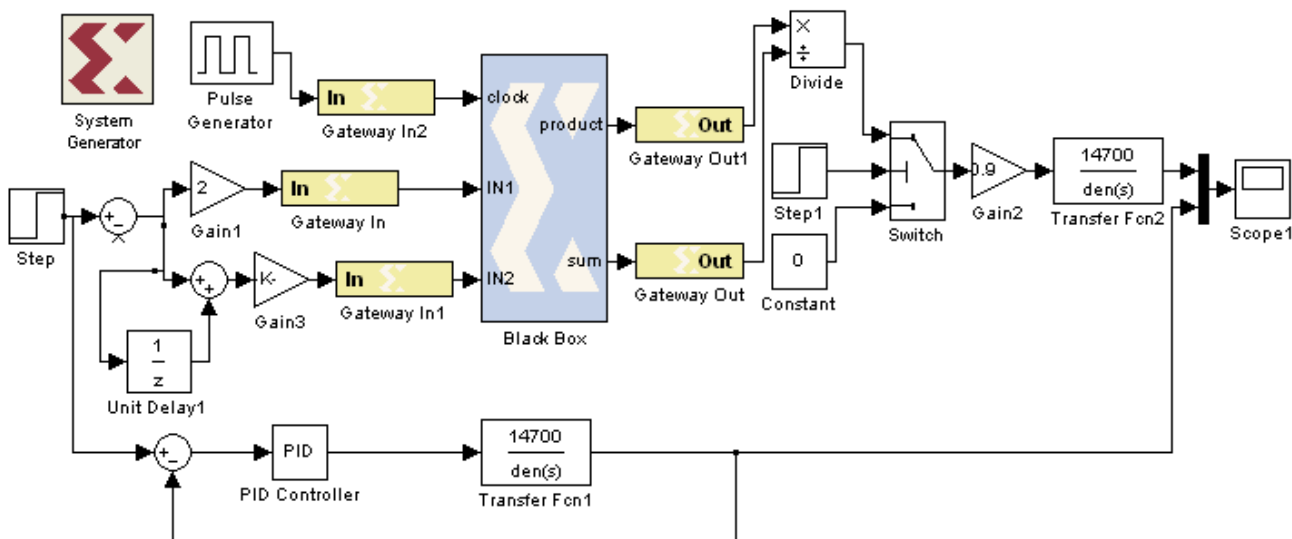 System
Generator
Pulse
Generator
In
Gateway In2
clock
product
Out
Gateway Out1
×
÷
Divide
Step
+
−
2
Gain1
In
Gateway In
IN1
Step1
Switch
0.9
Gain2
14700
den(s)
Transfer Fcn2
Scope1
+
+
K-
Gain3
In
Gateway In1
IN2
sum
Out
Gateway Out
0
Constant
Black Box
1
z
Unit Delay1
+
−
PID
PID Controller
14700
den(s)
Transfer Fcn1